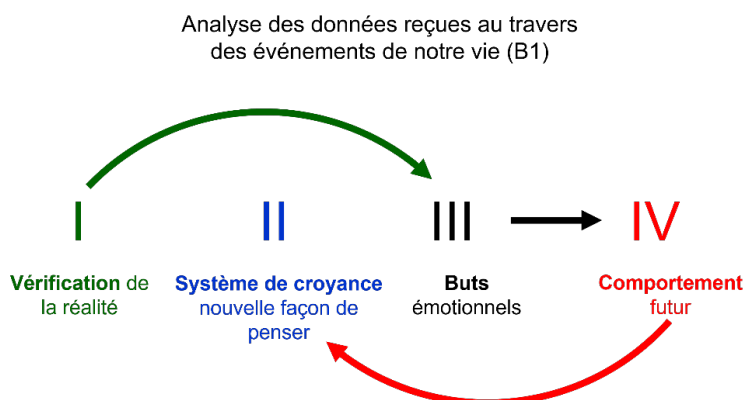 Analyse des données reçues au travers
des événements de notre vie (B1)
I
II
III
IV
Vérification de
la réalité
Système de croyance
nouvelle façon de
penser
Buts
émotionnels
Comportement
futur